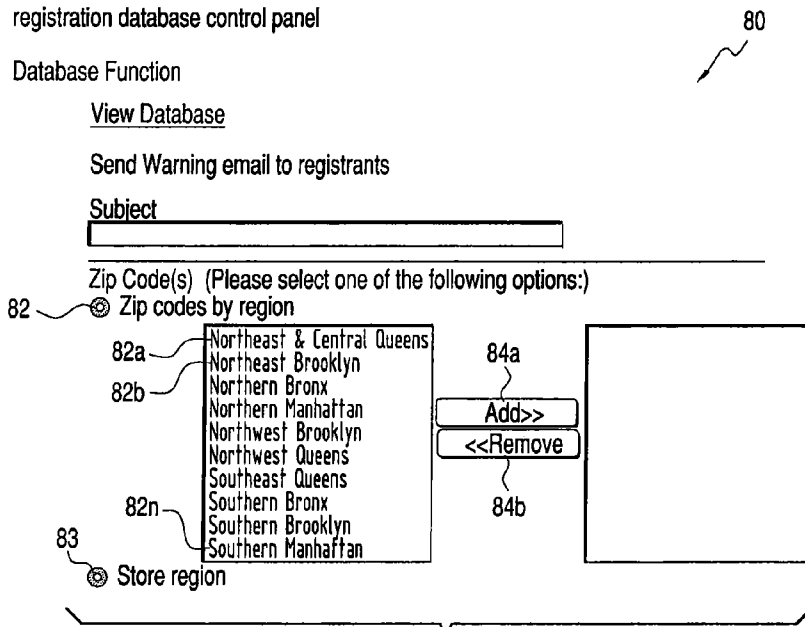 registration database control panel
80
Database Function
View Database
Send Warning email to registrants
Subject
Zip Code(s) (Please select one of the following options:)
82
Zip codes by region
82a
Northeast & Central Queens
84a
82b
Northeast Brooklyn
Northern Bronx
Northern Manhattan
Add>>
Northwest Brooklyn
Northwest Queens
<<Remove
Southeast Queens
82n
Southern Bronx
84b
Southern Brooklyn
83
Southern Manhattan
Store region